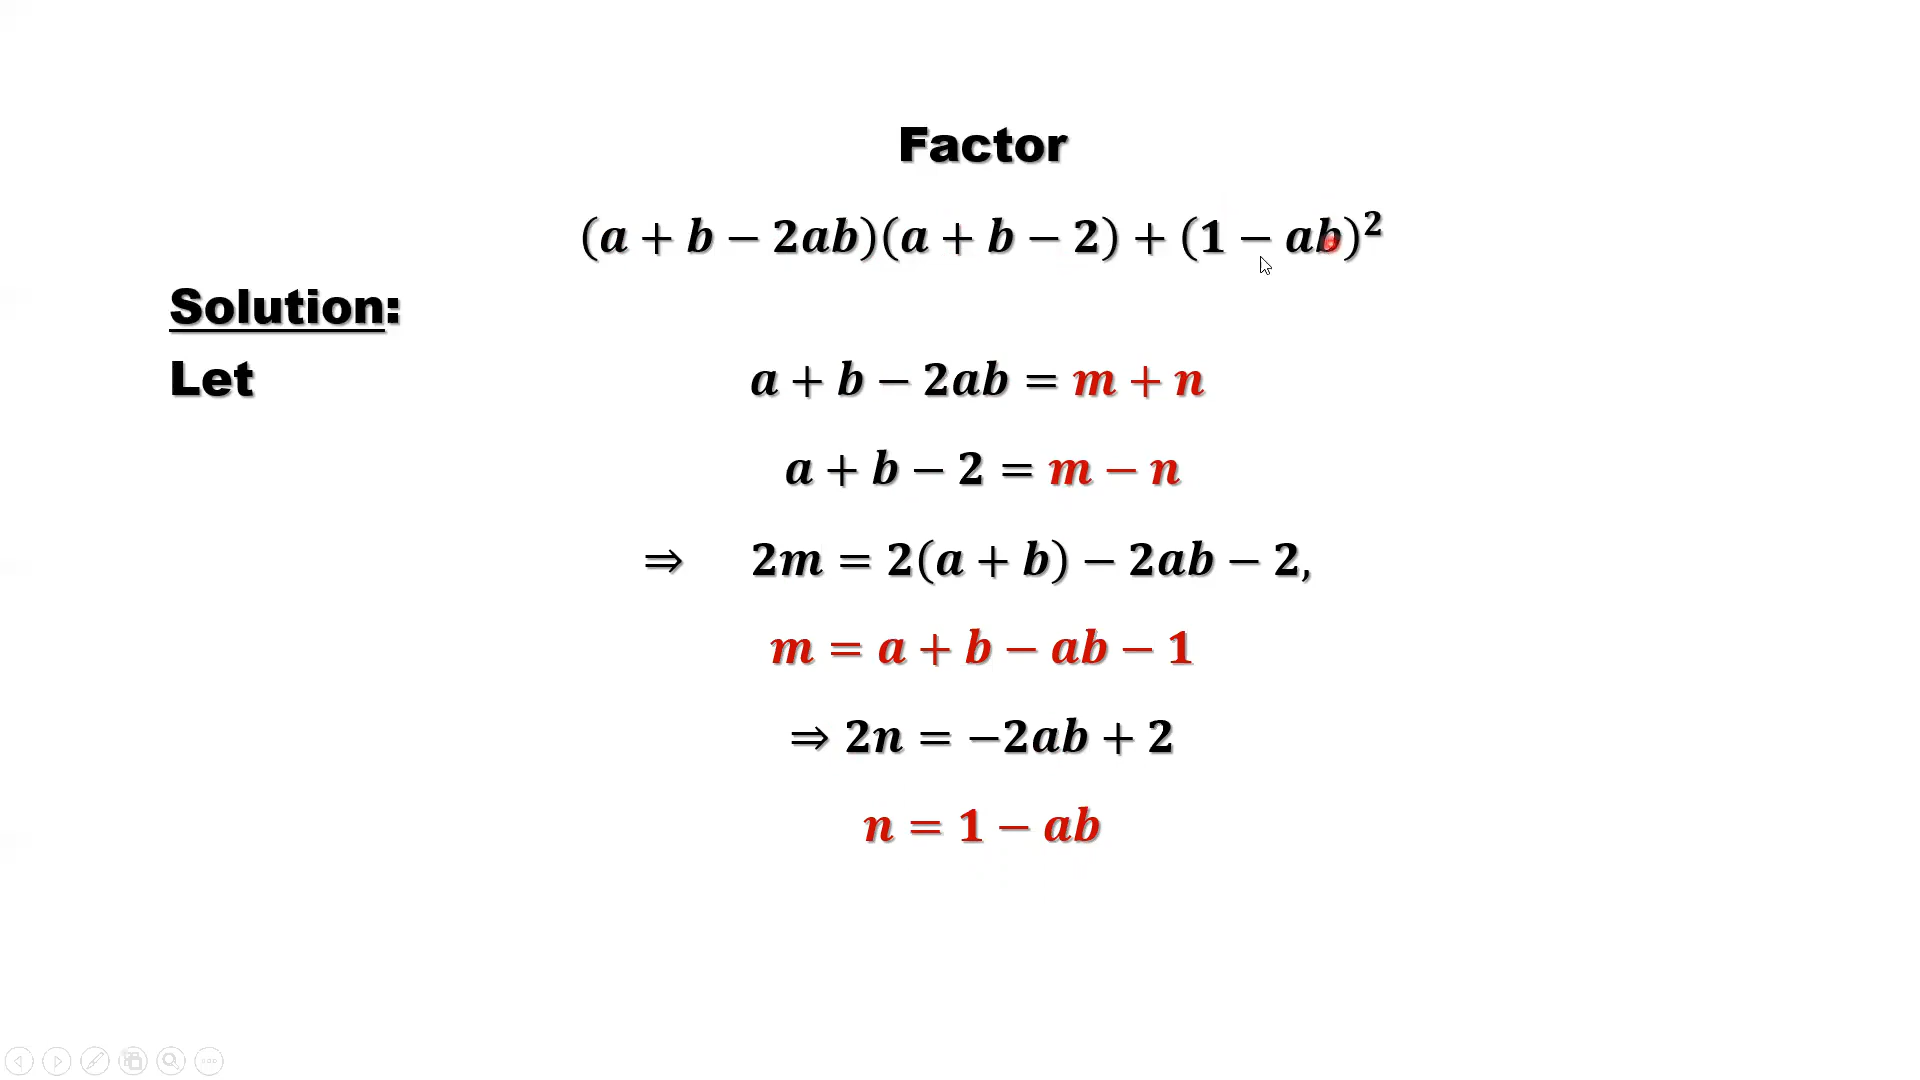 Factor
(a + b − 2ab)(a + b − 2) + (1 − ab)²
Solution:
Let a + b − 2ab = m + n
a + b − 2 = m − n
⇒ 2m = 2(a + b) − 2ab − 2,
m = a + b − ab − 1
⇒ 2n = −2ab + 2
n = 1 − ab